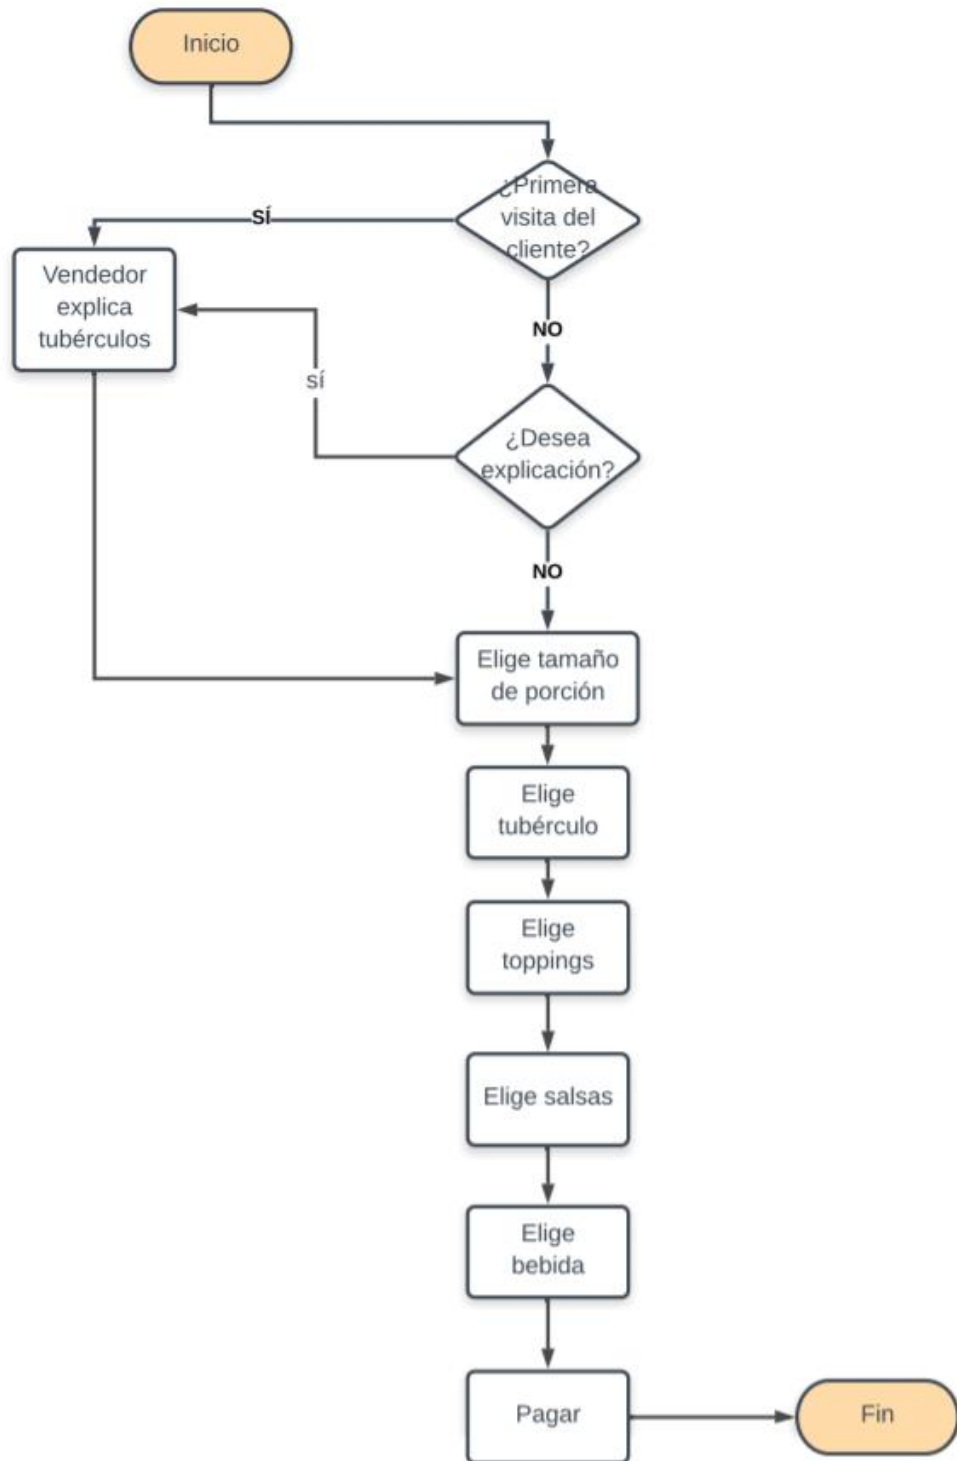 Inicio
¿Primera
visita del
cliente?
SÍ
Vendedor
explica
tubérculos
NO
sí
¿Desea
explicación?
NO
Elige tamaño
de porción
Elige
tubérculo
Elige
toppings
Elige salsas
Elige
bebida
Pagar
Fin